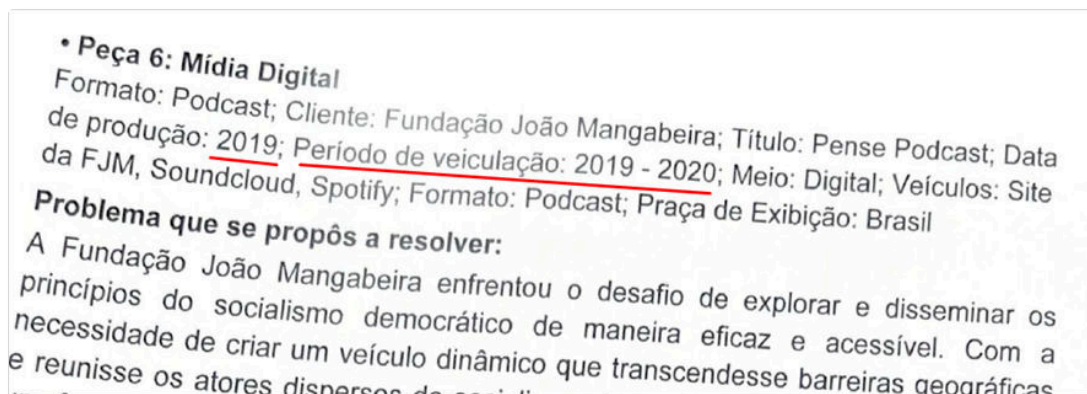 • Peça 6: Mídia Digital
Formato: Podcast; Cliente: Fundação João Mangabeira; Título: Pense Podcast; Data
de produção: 2019; Período de veiculação: 2019 - 2020; Meio: Digital; Veículos: Site
da FJM, Soundcloud, Spotify; Formato: Podcast; Praça de Exibição: Brasil
Problema que se propôs a resolver:
A Fundação João Mangabeira enfrentou o desafio de explorar e disseminar os
princípios do socialismo democrático de maneira eficaz e acessível. Com a
necessidade de criar um veículo dinâmico que transcendesse barreiras geográficas
e reunisse os atores dispersos